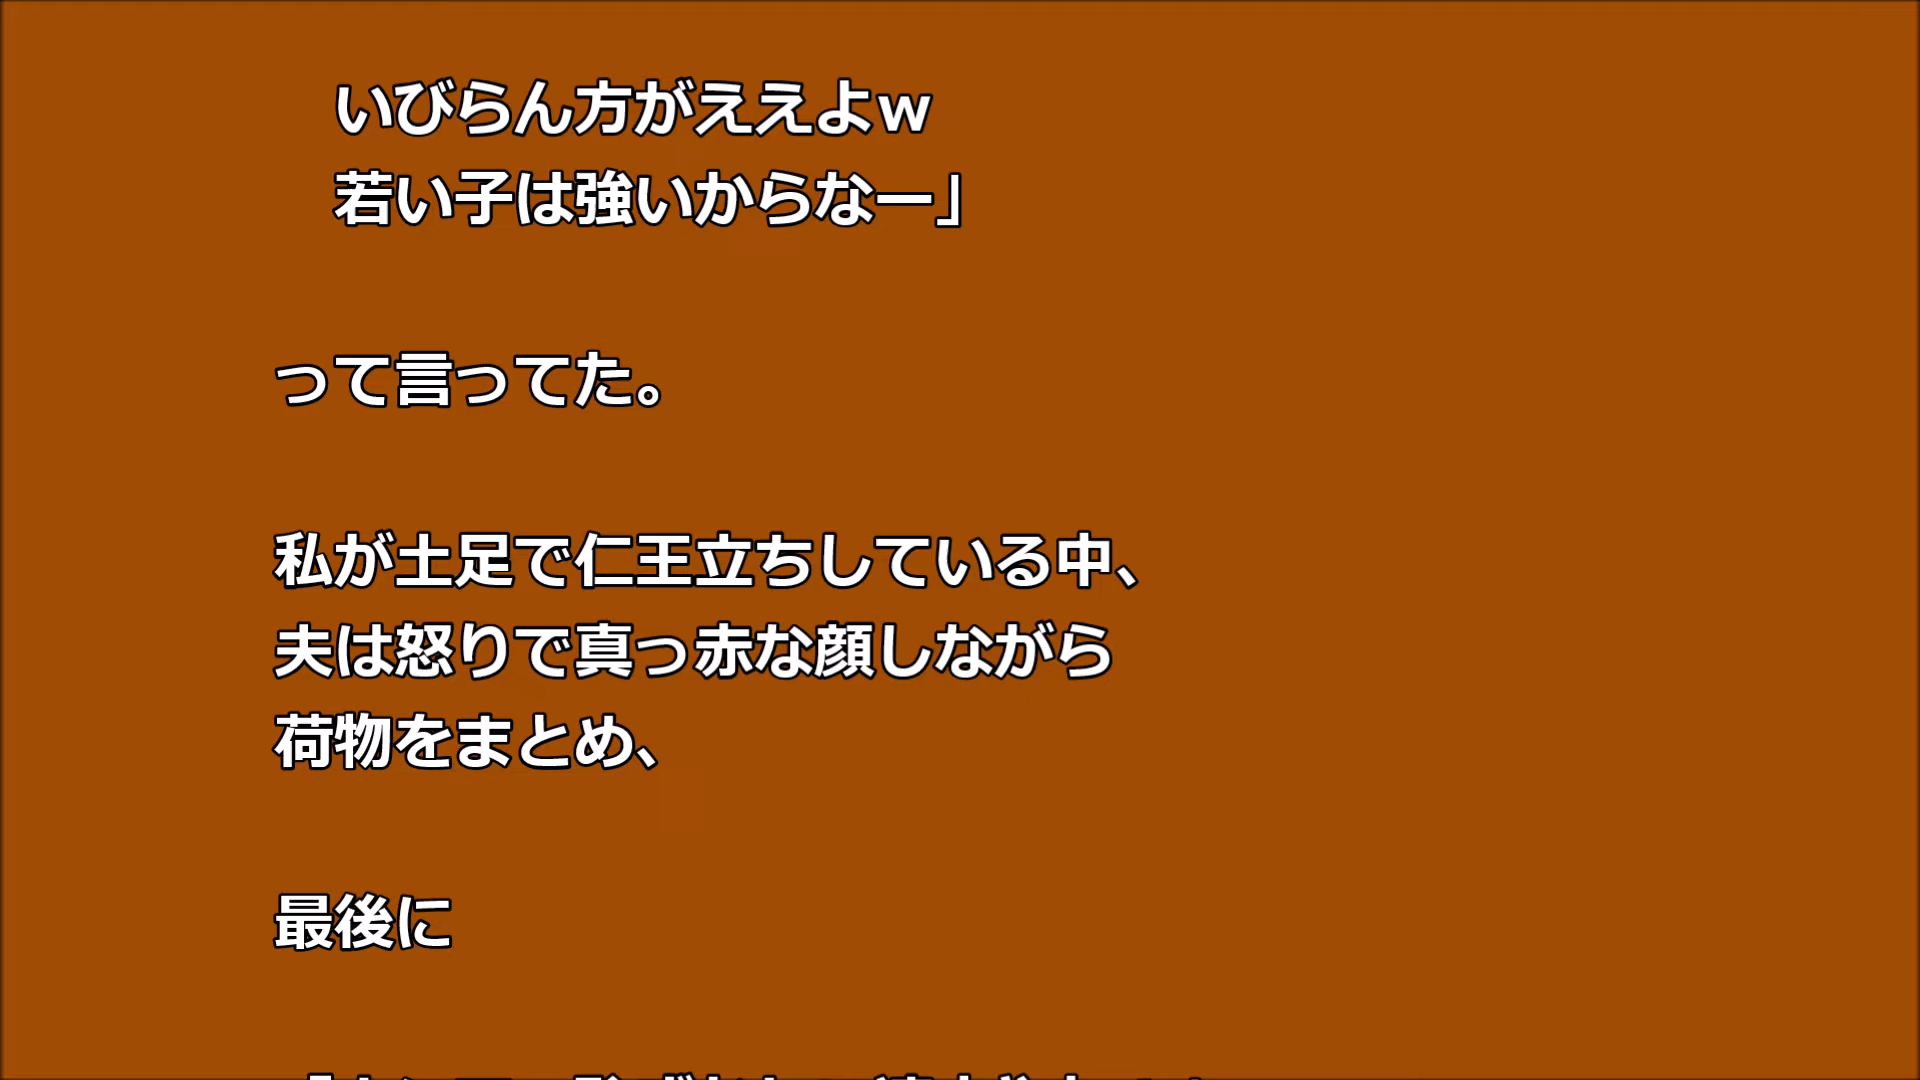 いびらん方がええよｗ
若い子は強いからなー」
って言ってた。
私が土足で仁王立ちしている中、
夫は怒りで真っ赤な顔しながら
荷物をまとめ、
最後に